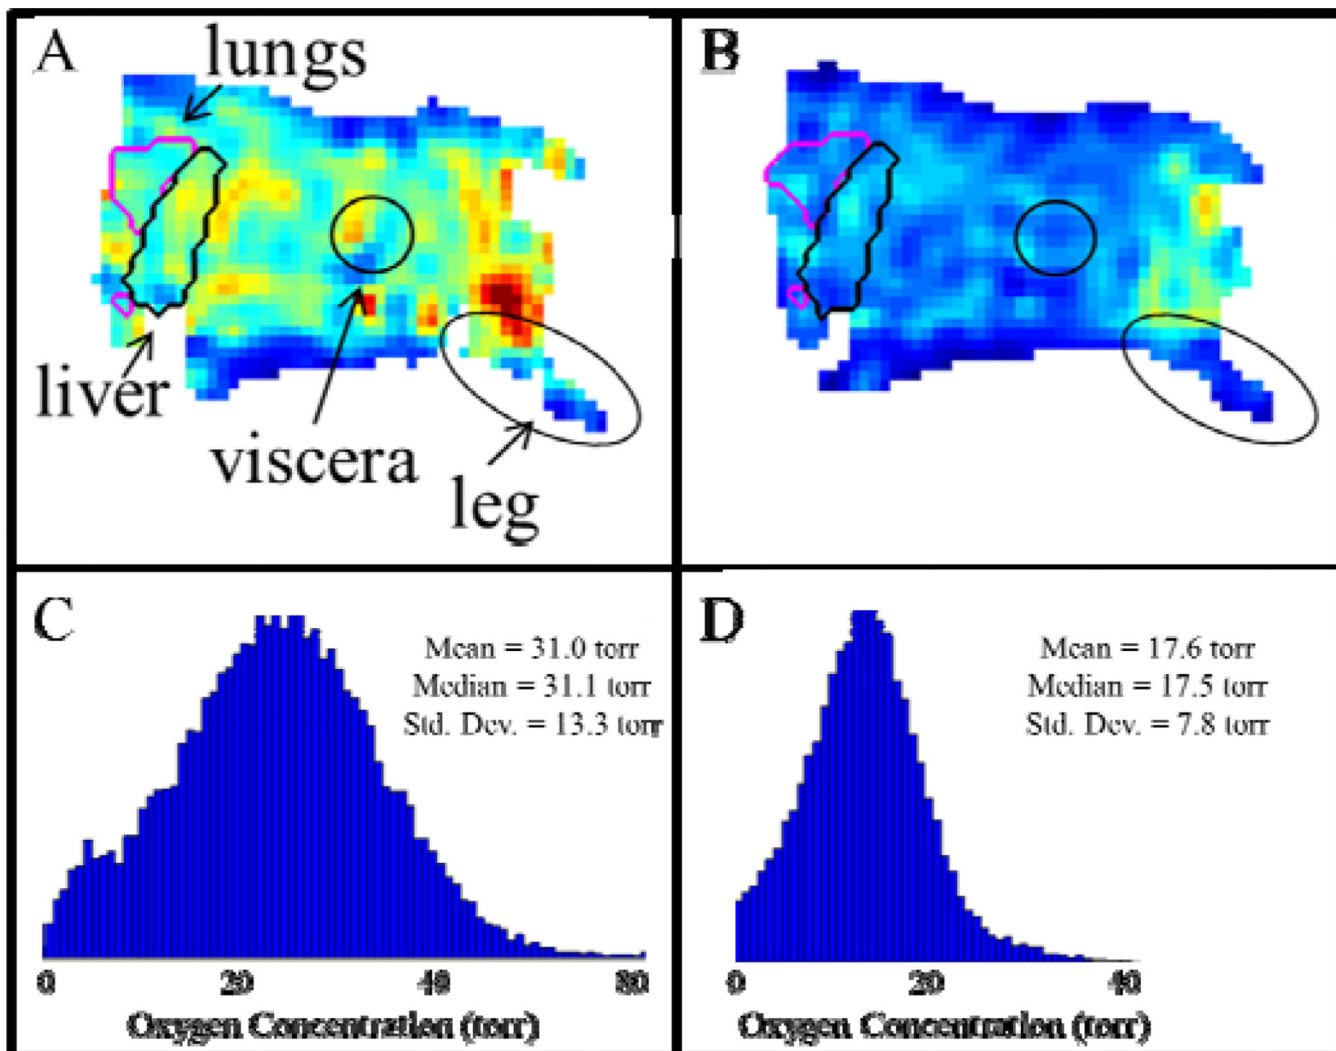 A
lungs
liver
viscera
leg
B
C
Mean = 31.0 torr
Median = 31.1 torr
Std. Dev. = 13.3 torr
0 20 40 80
Oxygen Concentration (torr)
D
Mean = 17.6 torr
Median = 17.5 torr
Std. Dev. = 7.8 torr
0 20 40
Oxygen Concentration (torr)